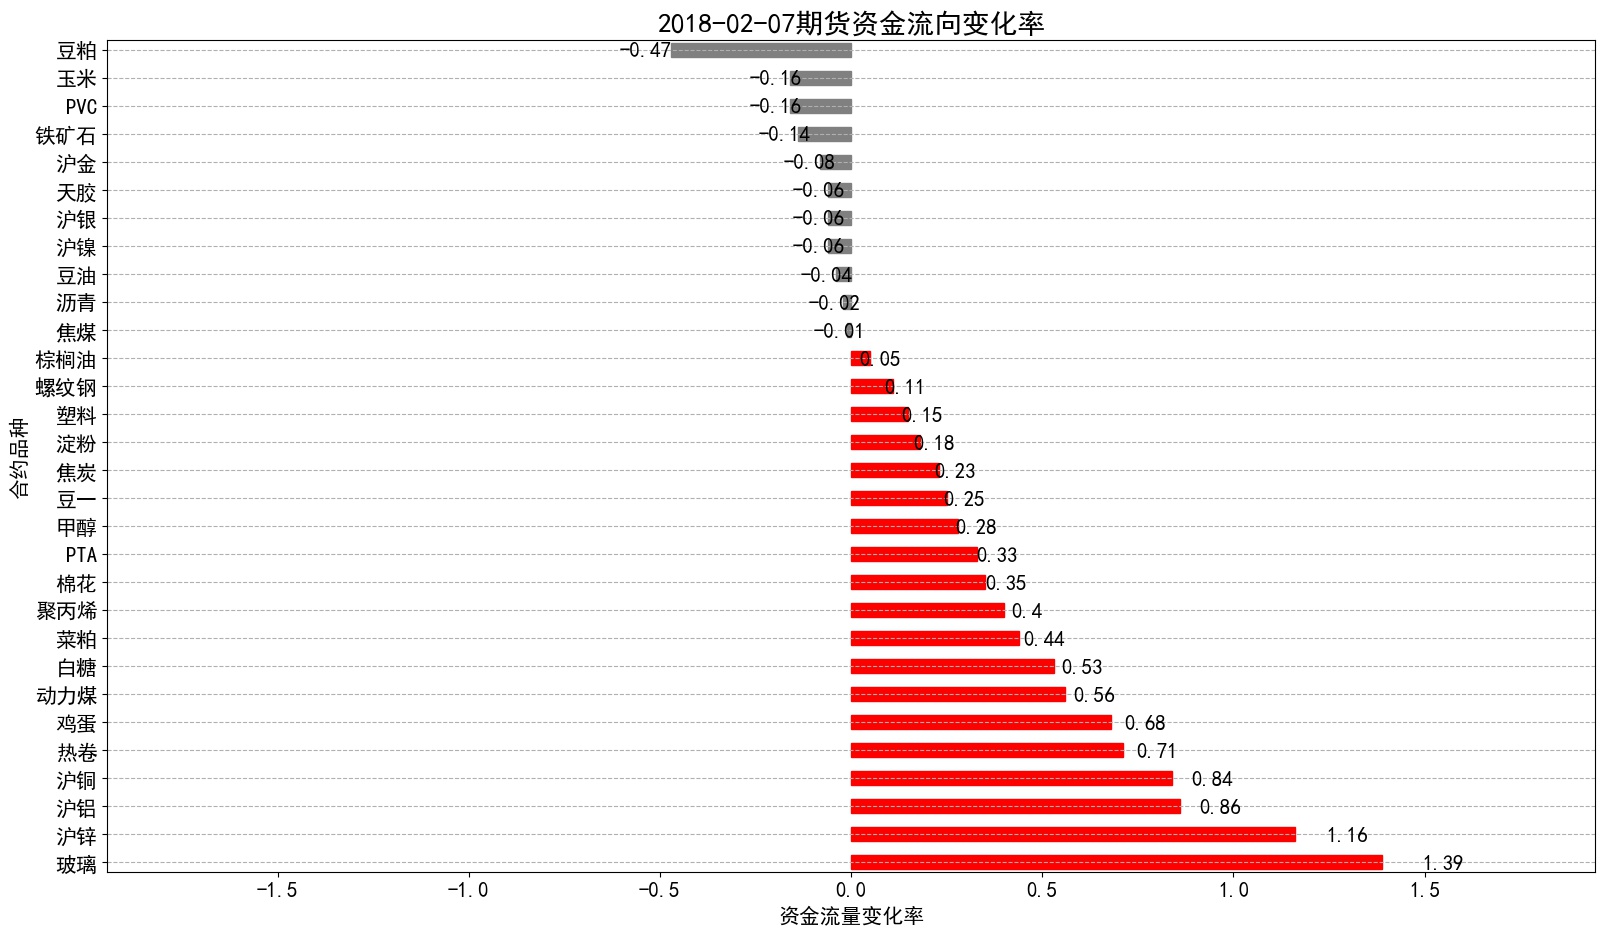 2018-02-07期货资金流向变化率
豆粕 -0.47
玉米 -0.16
PVC -0.16
铁矿石 -0.14
沪金 -0.08
天胶 -0.06
沪银 -0.06
沪镍 -0.06
豆油 -0.04
沥青 -0.02
焦煤 -0.01
棕榈油 0.05
螺纹钢 0.11
塑料 0.15
淀粉 0.18
焦炭 0.23
豆一 0.25
甲醇 0.28
PTA 0.33
棉花 0.35
聚丙烯 0.4
菜粕 0.44
白糖 0.53
动力煤 0.56
鸡蛋 0.68
热卷 0.71
沪铜 0.84
沪铝 0.86
沪锌 1.16
玻璃 1.39
合约品种
-1.5 -1.0 -0.5 0.0 0.5 1.0 1.5
资金流量变化率